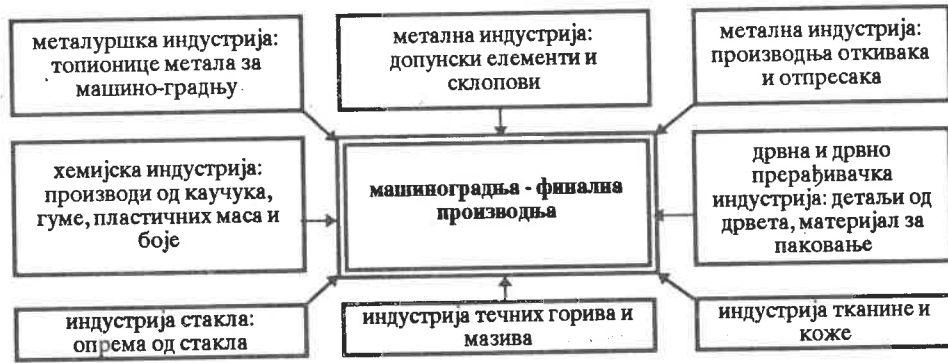 металуршка индустрија:
топионице метала за
машино-градњу
метална индустрија:
допунски елементи и
склопови
метална индустрија:
производња откивака
и отпресака
хемијска индустрија:
производи од каучука,
гуме, пластичних маса и
боје
машиноградња - финална
производња
дрвна и дрвно
прерађивачка
индустрија: детаљи од
дрвета, материјал за
паковање
индустрија стакла:
опрема од стакла
индустрија течних горива и
мазива
индустрија тканине и
коже